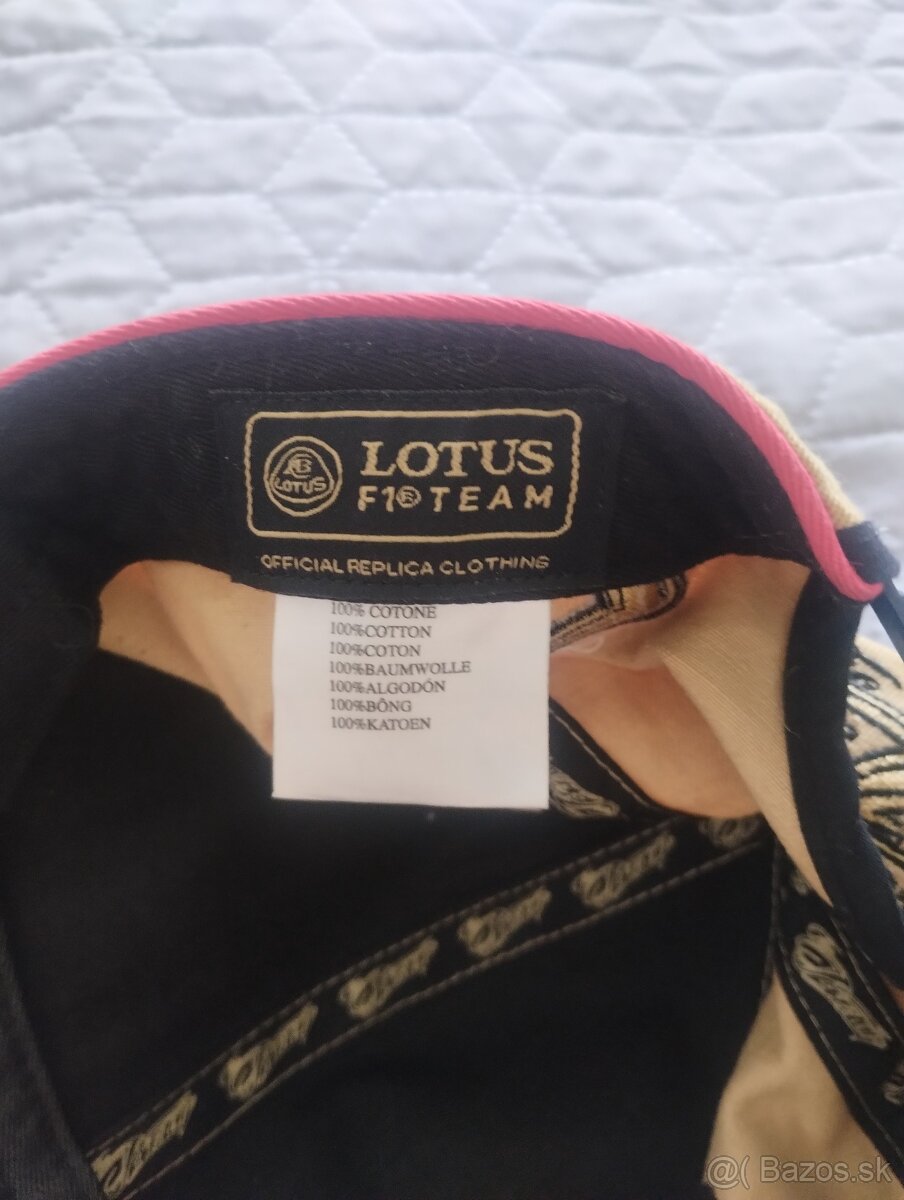 LOTUS
LOTUS
F1® TEAM
OFFICIAL REPLICA CLOTHING
100% COTONE
100%COTTON
100%COTON
100%BAUMWOLLE
100%ALGODÓN
100%BÔNG
100%KATOEN
@( Bazos.sk